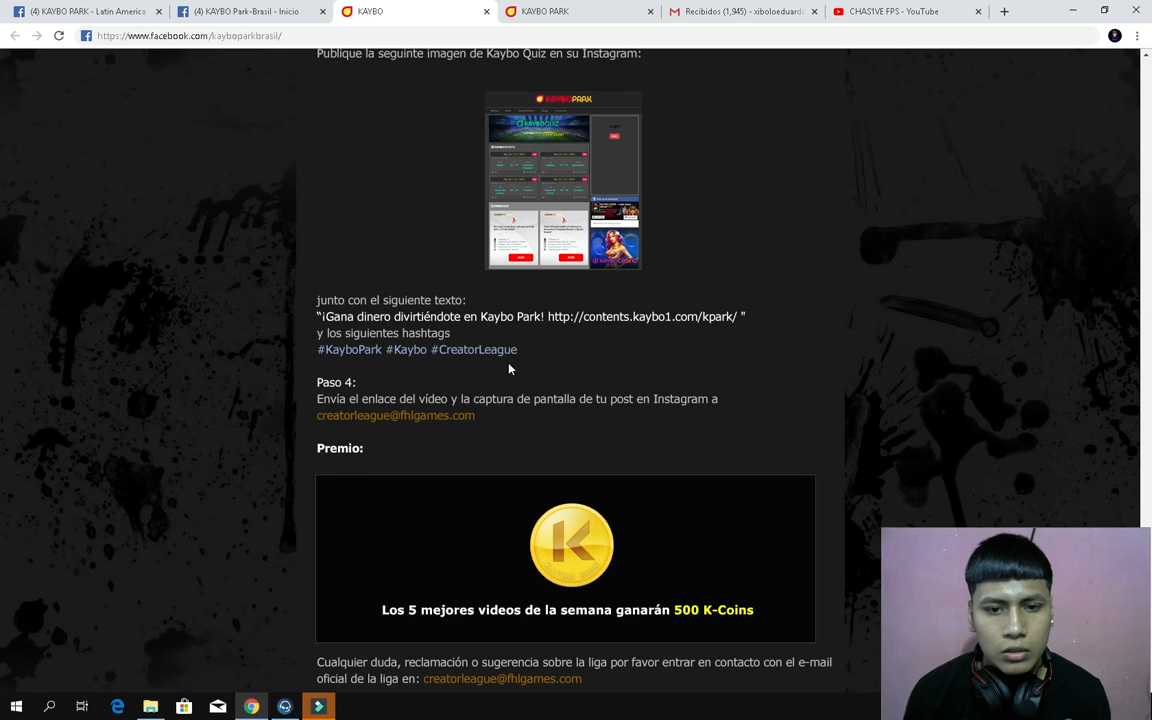 (4) KAYBO PARK - Latin America
(4) Kaybo Park-Brasil - Inicio
KAYBO
KAYBO PARK
Recibidos (1,945) - xiboloeduardo
CHAS1VE FPS - YouTube
https://www.facebook.com/kayboparkbrasil/
Publique la seguinte imagen de Kaybo Quiz en su Instagram:
KAYBOPARK
KAYBOQUIZ
junto con el siguiente texto:
“¡Gana dinero divirtiéndote en Kaybo Park! http://contents.kaybo1.com/kpark/ "
y los siguientes hashtags
#KayboPark #Kaybo #CreatorLeague
Paso 4:
Envía el enlace del vídeo y la captura de pantalla de tu post en Instagram a
creatorleague@fhlgames.com
Premio:
K
Los 5 mejores videos de la semana ganarán 500 K-Coins
Cualquier duda, reclamación o sugerencia sobre la liga por favor entrar en contacto con el e-mail
oficial de la liga en: creatorleague@fhlgames.com